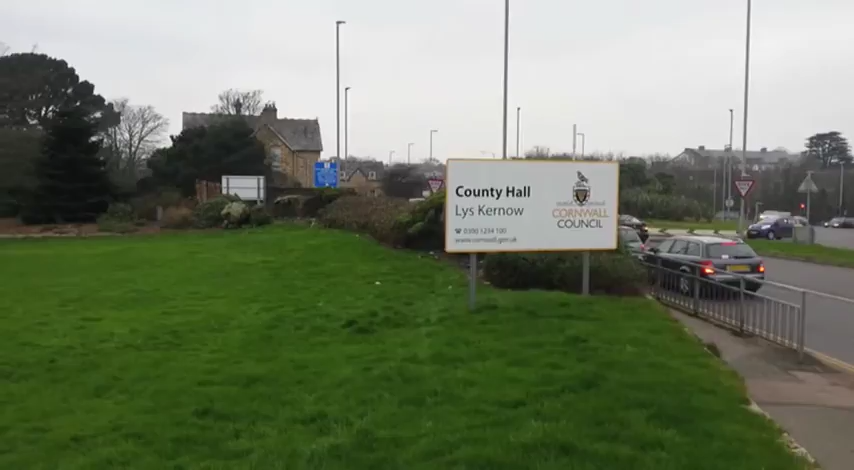 County Hall
Lys Kernow
☎ 0300 1234 100
www.cornwall.gov.uk
CORNWALL
COUNCIL